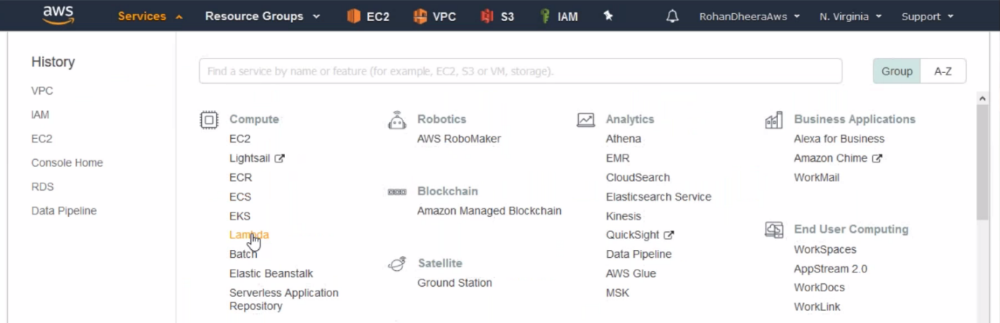 aws Services Resource Groups EC2 VPC S3 IAM RohanDheeraAws N. Virginia Support
History
VPC
IAM
EC2
Console Home
RDS
Data Pipeline
Find a service by name or feature (for example, EC2, S3 or VM, storage).
Group A-Z
Compute
EC2
Lightsail
ECR
ECS
EKS
Lambda
Batch
Elastic Beanstalk
Serverless Application
Repository
Robotics
AWS RoboMaker
Blockchain
Amazon Managed Blockchain
Satellite
Ground Station
Analytics
Athena
EMR
CloudSearch
Elasticsearch Service
Kinesis
QuickSight
Data Pipeline
AWS Glue
MSK
Business Applications
Alexa for Business
Amazon Chime
WorkMail
End User Computing
WorkSpaces
AppStream 2.0
WorkDocs
WorkLink